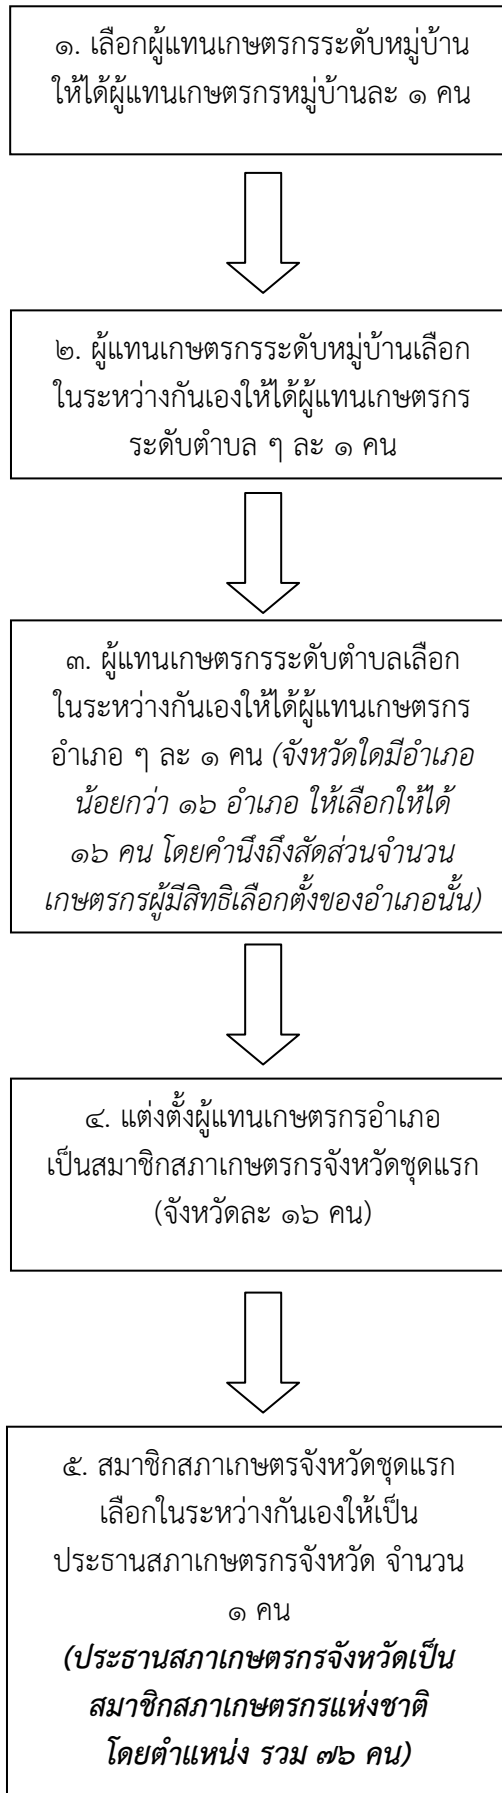 ๑. เลือกผู้แทนเกษตรกรระดับหมู่บ้าน
ให้ได้ผู้แทนเกษตรกรหมู่บ้านละ ๑ คน
๒. ผู้แทนเกษตรกรระดับหมู่บ้านเลือก
ในระหว่างกันเองให้ได้ผู้แทนเกษตรกร
ระดับตำบล ๆ ละ ๑ คน
๓. ผู้แทนเกษตรกรระดับตำบลเลือก
ในระหว่างกันเองให้ได้ผู้แทนเกษตรกร
อำเภอ ๆ ละ ๑ คน (จังหวัดใดมีอำเภอ
น้อยกว่า ๑๖ อำเภอ ให้เลือกให้ได้
๑๖ คน โดยคำนึงถึงสัดส่วนจำนวน
เกษตรกรผู้มีสิทธิเลือกตั้งของอำเภอนั้น)
๔. แต่งตั้งผู้แทนเกษตรกรอำเภอ
เป็นสมาชิกสภาเกษตรกรจังหวัดชุดแรก
(จังหวัดละ ๑๖ คน)
๕. สมาชิกสภาเกษตรจังหวัดชุดแรก
เลือกในระหว่างกันเองให้เป็น
ประธานสภาเกษตรกรจังหวัด จำนวน
๑ คน
(ประธานสภาเกษตรกรจังหวัดเป็น
สมาชิกสภาเกษตรกรแห่งชาติ
โดยตำแหน่ง รวม ๗๖ คน)